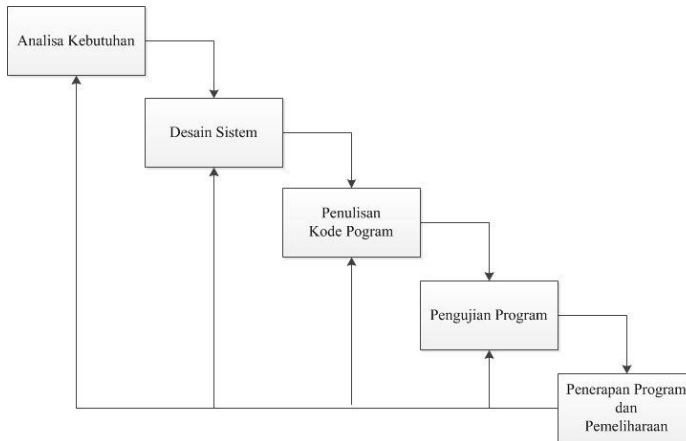 Analisa Kebutuhan
Desain Sistem
Penulisan
Kode Pogram
Pengujian Program
Penerapan Program
dan
Pemeliharaan